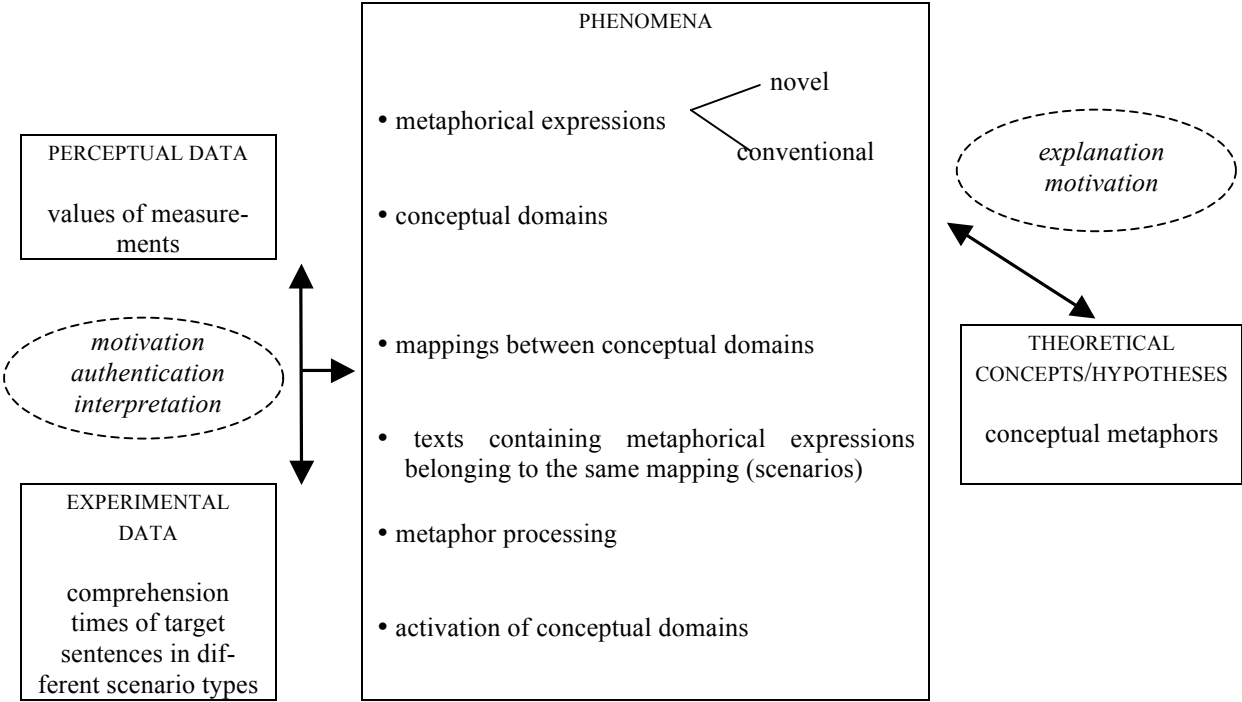 PERCEPTUAL DATA
values of measure-
ments
motivation
authentication
interpretation
EXPERIMENTAL
DATA
comprehension
times of target
sentences in dif-
ferent scenario types
PHENOMENA
• metaphorical expressions
novel
conventional
• conceptual domains
• mappings between conceptual domains
• texts containing metaphorical expressions
belonging to the same mapping (scenarios)
• metaphor processing
• activation of conceptual domains
explanation
motivation
THEORETICAL
CONCEPTS/HYPOTHESES
conceptual metaphors